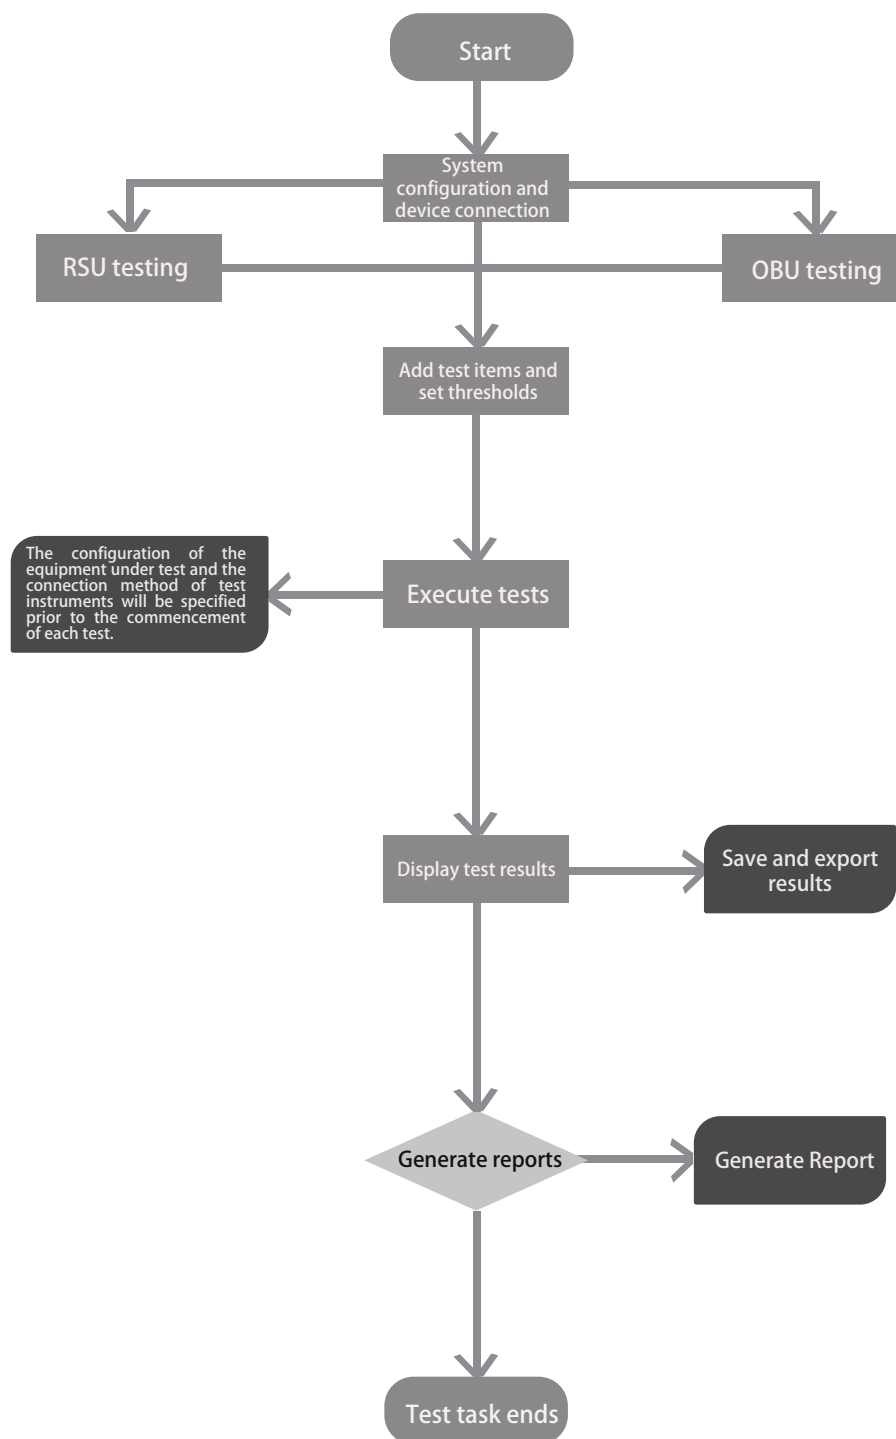 Start
System
configuration and
device connection
RSU testing
OBU testing
Add test items and
set thresholds
The configuration of the
equipment under test and the
connection method of test
instruments will be specified
prior to the commencement
of each test.
Execute tests
Display test results
Save and export
results
Generate reports
Generate Report
Test task ends